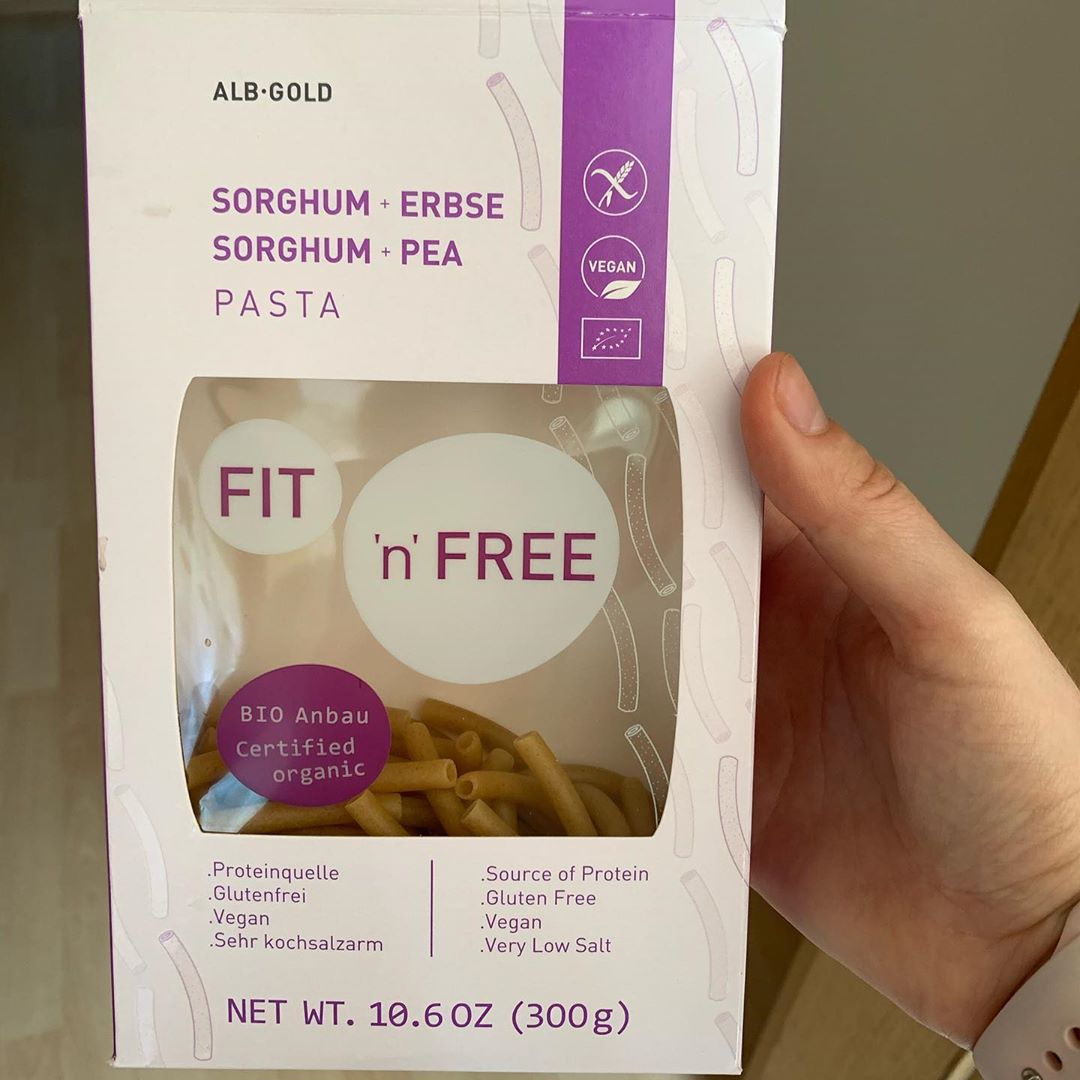 ALB·GOLD
SORGHUM + ERBSE
SORGHUM + PEA
PASTA
VEGAN
FIT
'n' FREE
BIO Anbau
Certified
organic
.Proteinquelle
.Glutenfrei
.Vegan
.Sehr kochsalzarm
.Source of Protein
.Gluten Free
.Vegan
.Very Low Salt
NET WT. 10.6 OZ (300g)